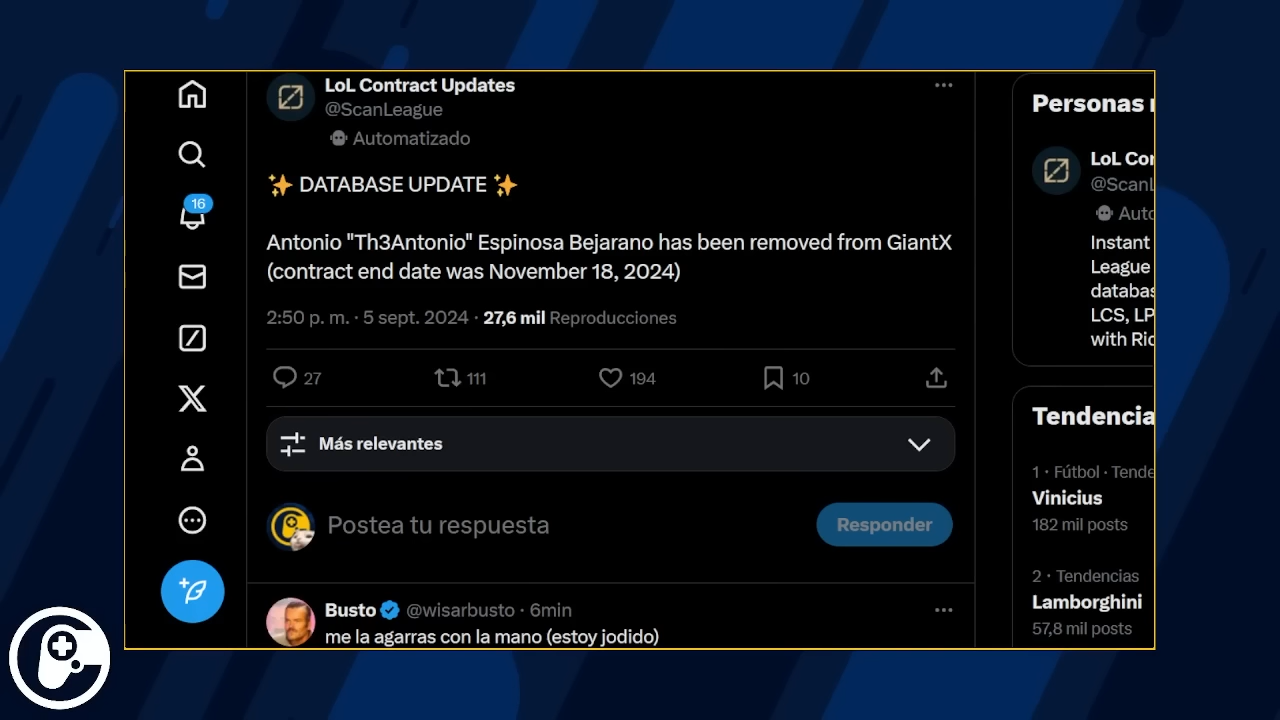 LoL Contract Updates
@ScanLeague
Automatizado
✨ DATABASE UPDATE ✨
Antonio "Th3Antonio" Espinosa Bejarano has been removed from GiantX
(contract end date was November 18, 2024)
2:50 p. m. · 5 sept. 2024 · 27,6 mil Reproducciones
27 111 194 10
Más relevantes
Postea tu respuesta
Responder
Busto @wisarbusto · 6min
me la agarras con la mano (estoy jodido)
16
Personas
LoL Con
@ScanL
Auto
Instant
League
databas
LCS, LP
with Rio
Tendencia
1 · Fútbol · Tende
Vinicius
182 mil posts
2 · Tendencias
Lamborghini
57,8 mil posts